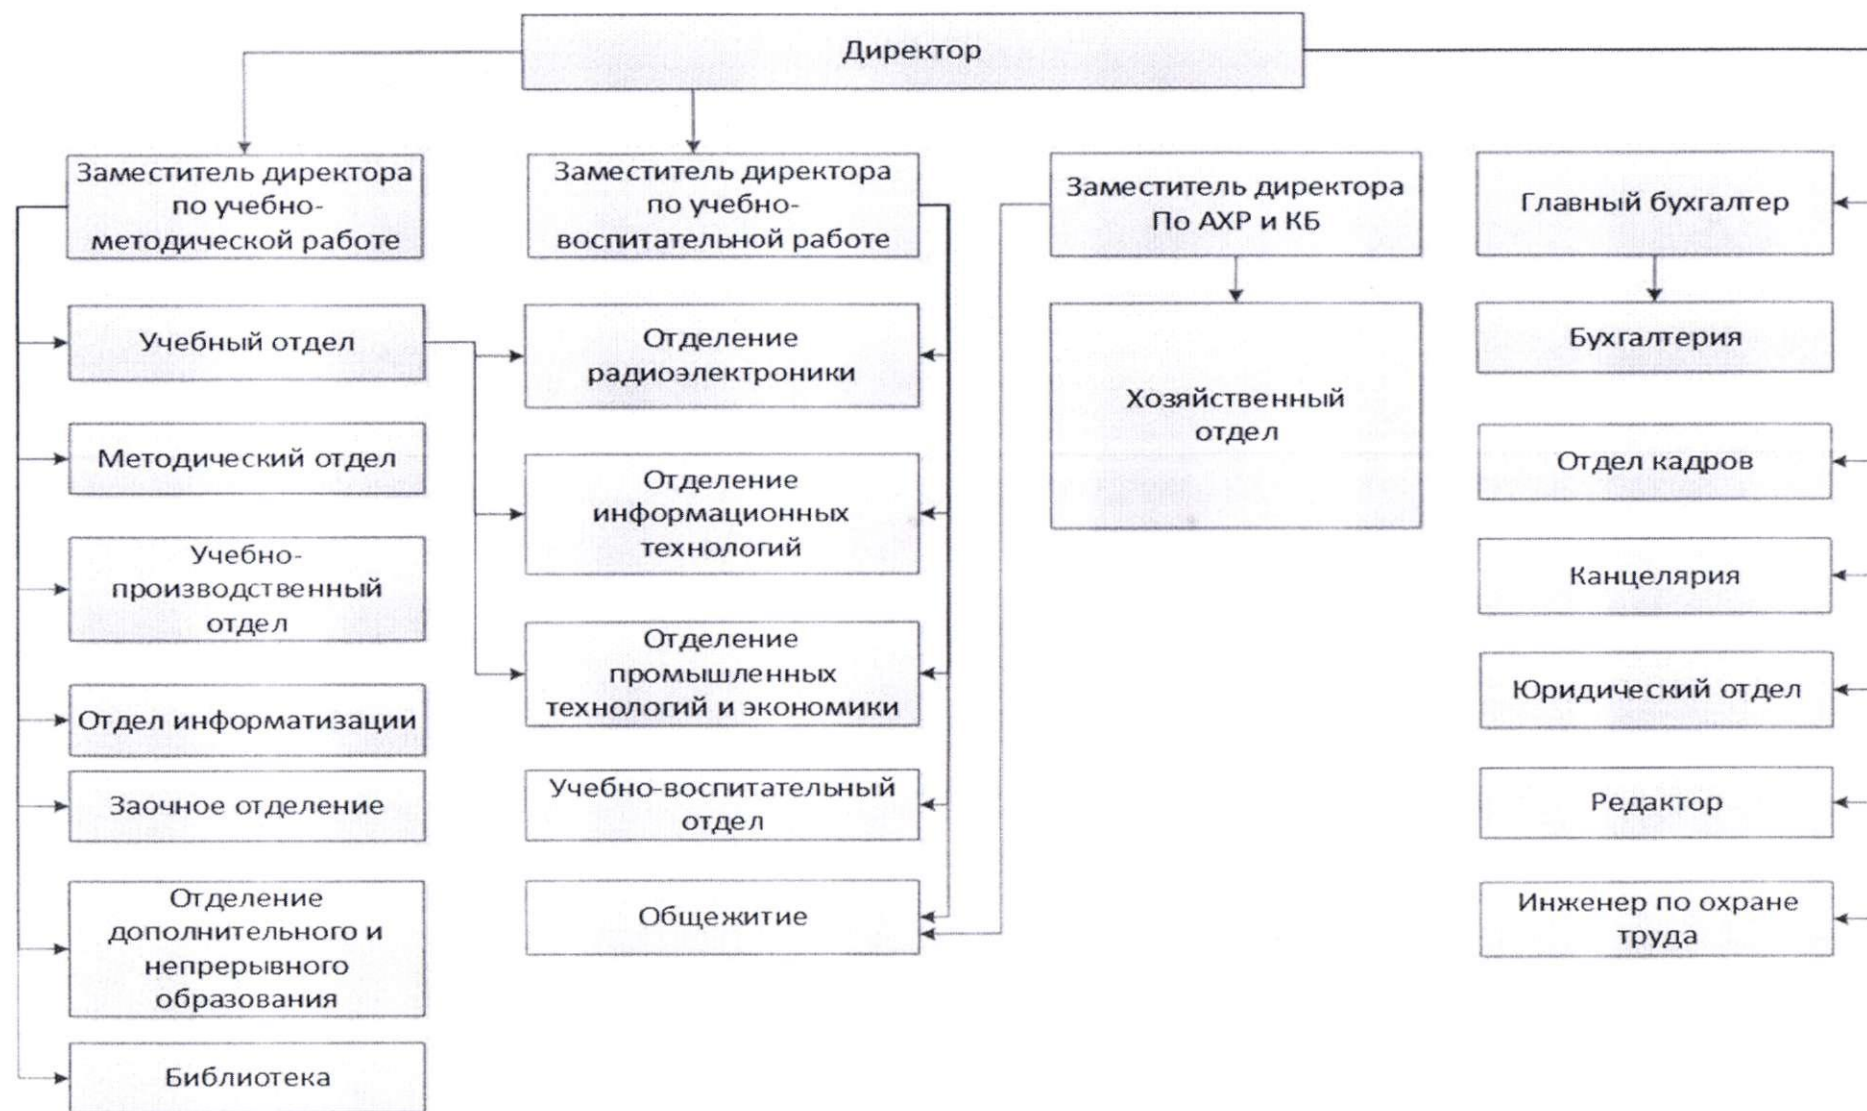 Директор
Заместитель директора
по учебно-
методической работе
Учебный отдел
Методический отдел
Учебно-
производственный
отдел
Отдел информатизации
Заочное отделение
Отделение
дополнительного и
непрерывного
образования
Библиотека
Заместитель директора
по учебно-
воспитательной работе
Отделение
радиоэлектроники
Отделение
информационных
технологий
Отделение
промышленных
технологий и экономики
Учебно-воспитательный
отдел
Общежитие
Заместитель директора
По АХР и КБ
Хозяйственный
отдел
Главный бухгалтер
Бухгалтерия
Отдел кадров
Канцелярия
Юридический отдел
Редактор
Инженер по охране
труда